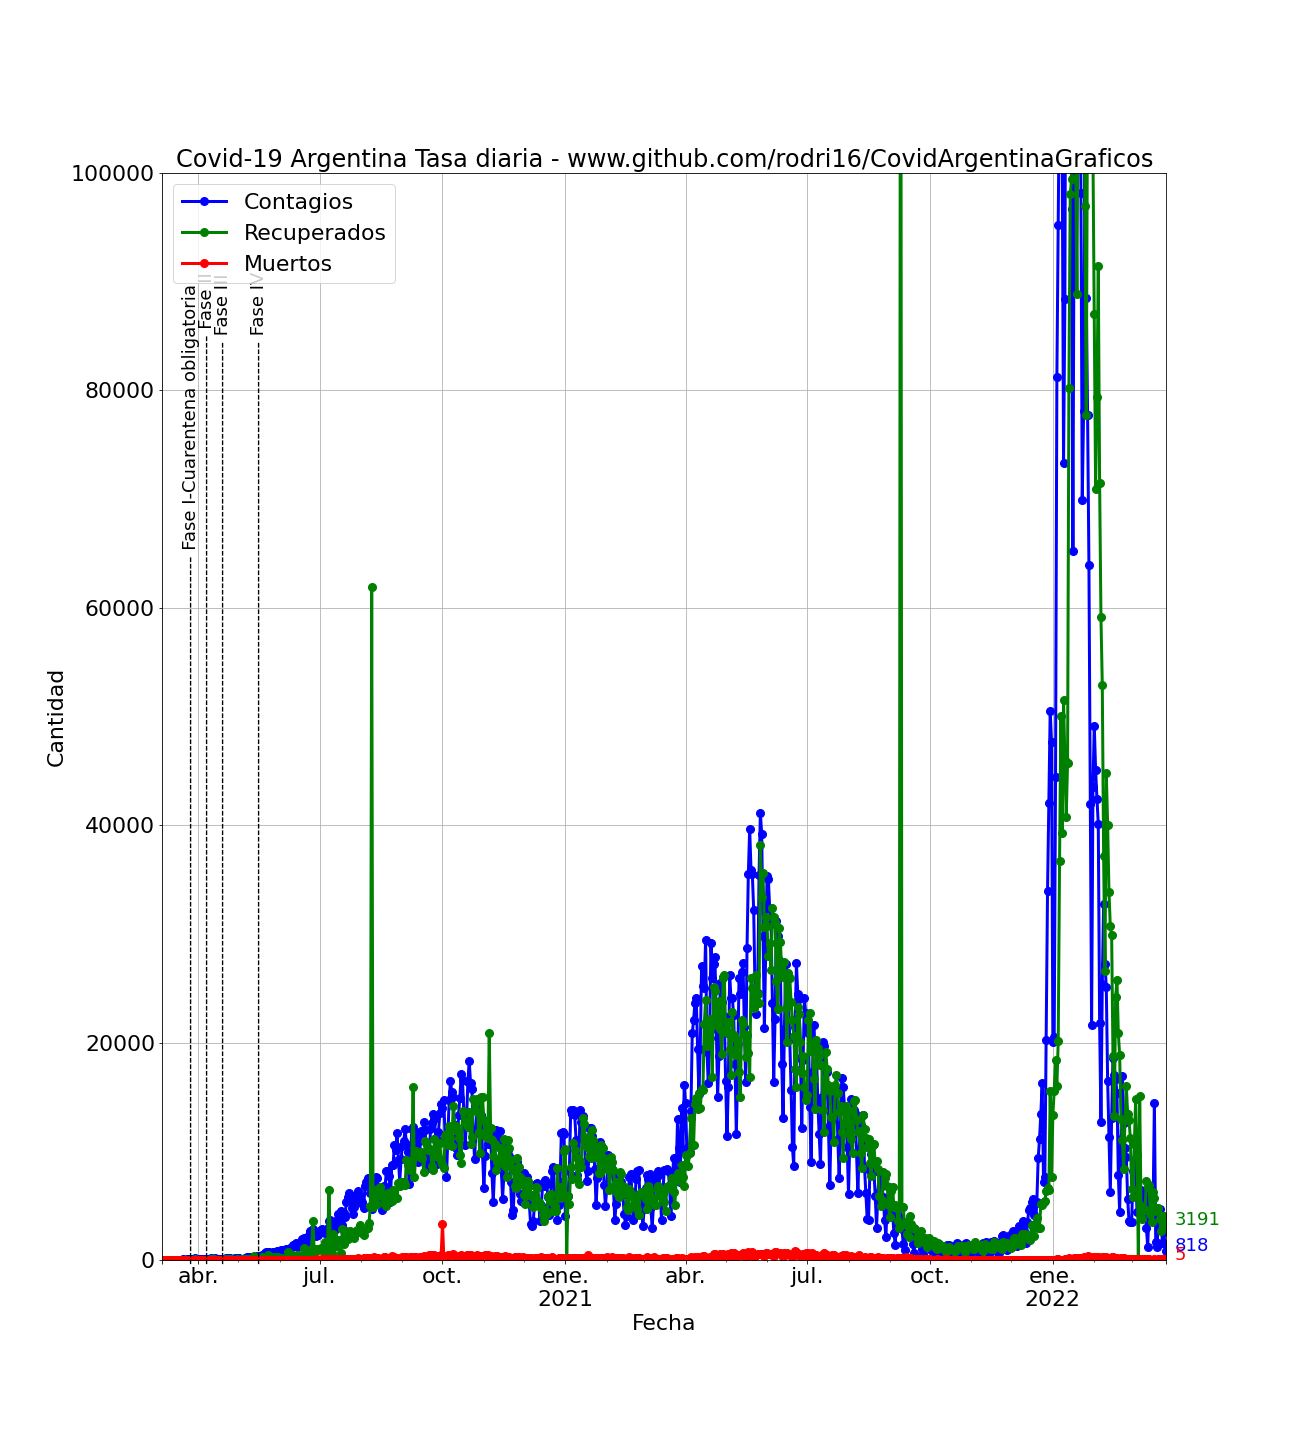 Covid-19 Argentina Tasa diaria - www.github.com/rodri16/CovidArgentinaGraficos
100000
80000
60000
40000
20000
0
Cantidad
Contagios
Recuperados
Muertos
Fase I-Cuarentena obligatoria
Fase II
Fase III
Fase IV
3191
818
5
abr.
jul.
oct.
ene.
2021
abr.
jul.
oct.
ene.
2022
Fecha